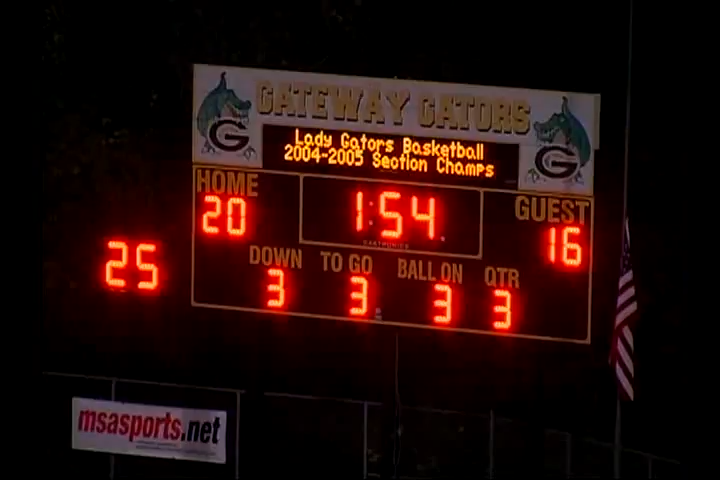 GATEWAY GATORS
G G
Lady Gators Basketball
2004-2005 Section Champs
HOME 1:54 GUEST
20 16
DOWN TO GO BALL ON QTR
25 3 3 3 3
DAKTRONICS
msasports.net